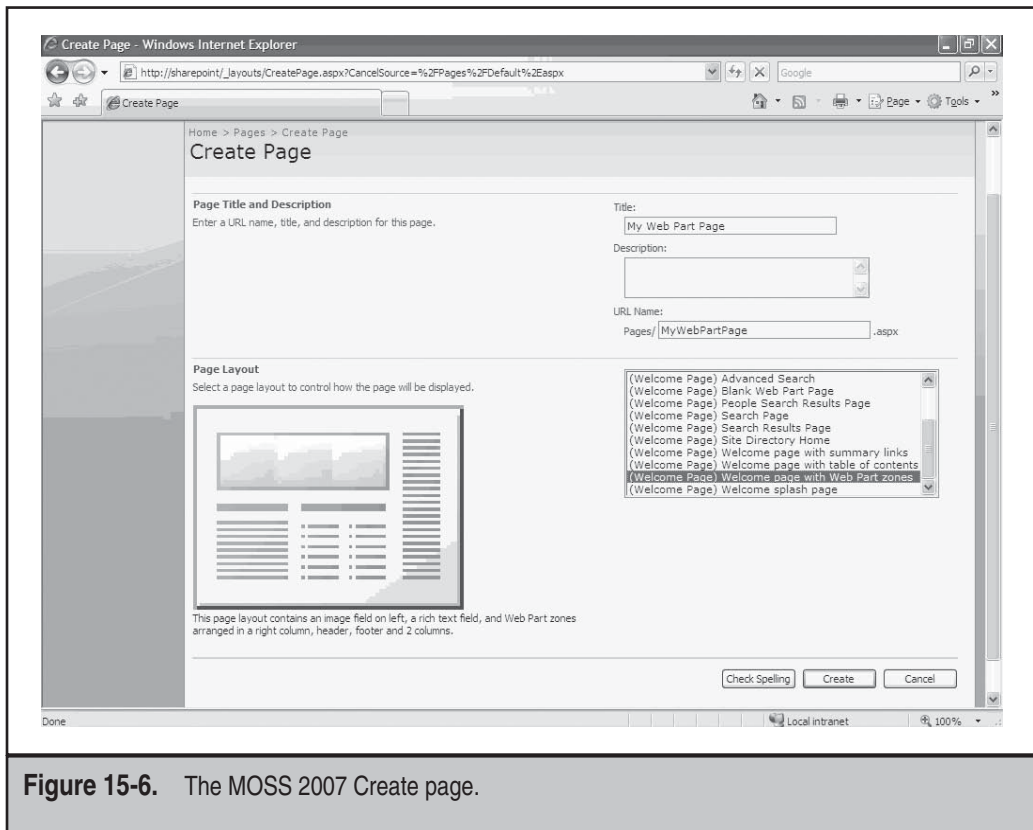 Create Page - Windows Internet Explorer
http://sharepoint/_layouts/CreatePage.aspx?CancelSource=%2FPages%2FDefault%2Easpx
Google
Create Page
Page
Tools
Home > Pages > Create Page
Create Page
Page Title and Description
Enter a URL name, title, and description for this page.
Title:
My Web Part Page
Description:
URL Name:
Pages/ MyWebPartPage .aspx
Page Layout
Select a page layout to control how the page will be displayed.
(Welcome Page) Advanced Search
(Welcome Page) Blank Web Part Page
(Welcome Page) People Search Results Page
(Welcome Page) Search Page
(Welcome Page) Search Results Page
(Welcome Page) Site Directory Home
(Welcome Page) Welcome page with summary links
(Welcome Page) Welcome page with table of contents
(Welcome Page) Welcome page with Web Part zones
(Welcome Page) Welcome splash page
This page layout contains an image field on left, a rich text field, and Web Part zones
arranged in a right column, header, footer and 2 columns.
Check Spelling
Create
Cancel
Done
Local intranet
100%
Figure 15-6. The MOSS 2007 Create page.